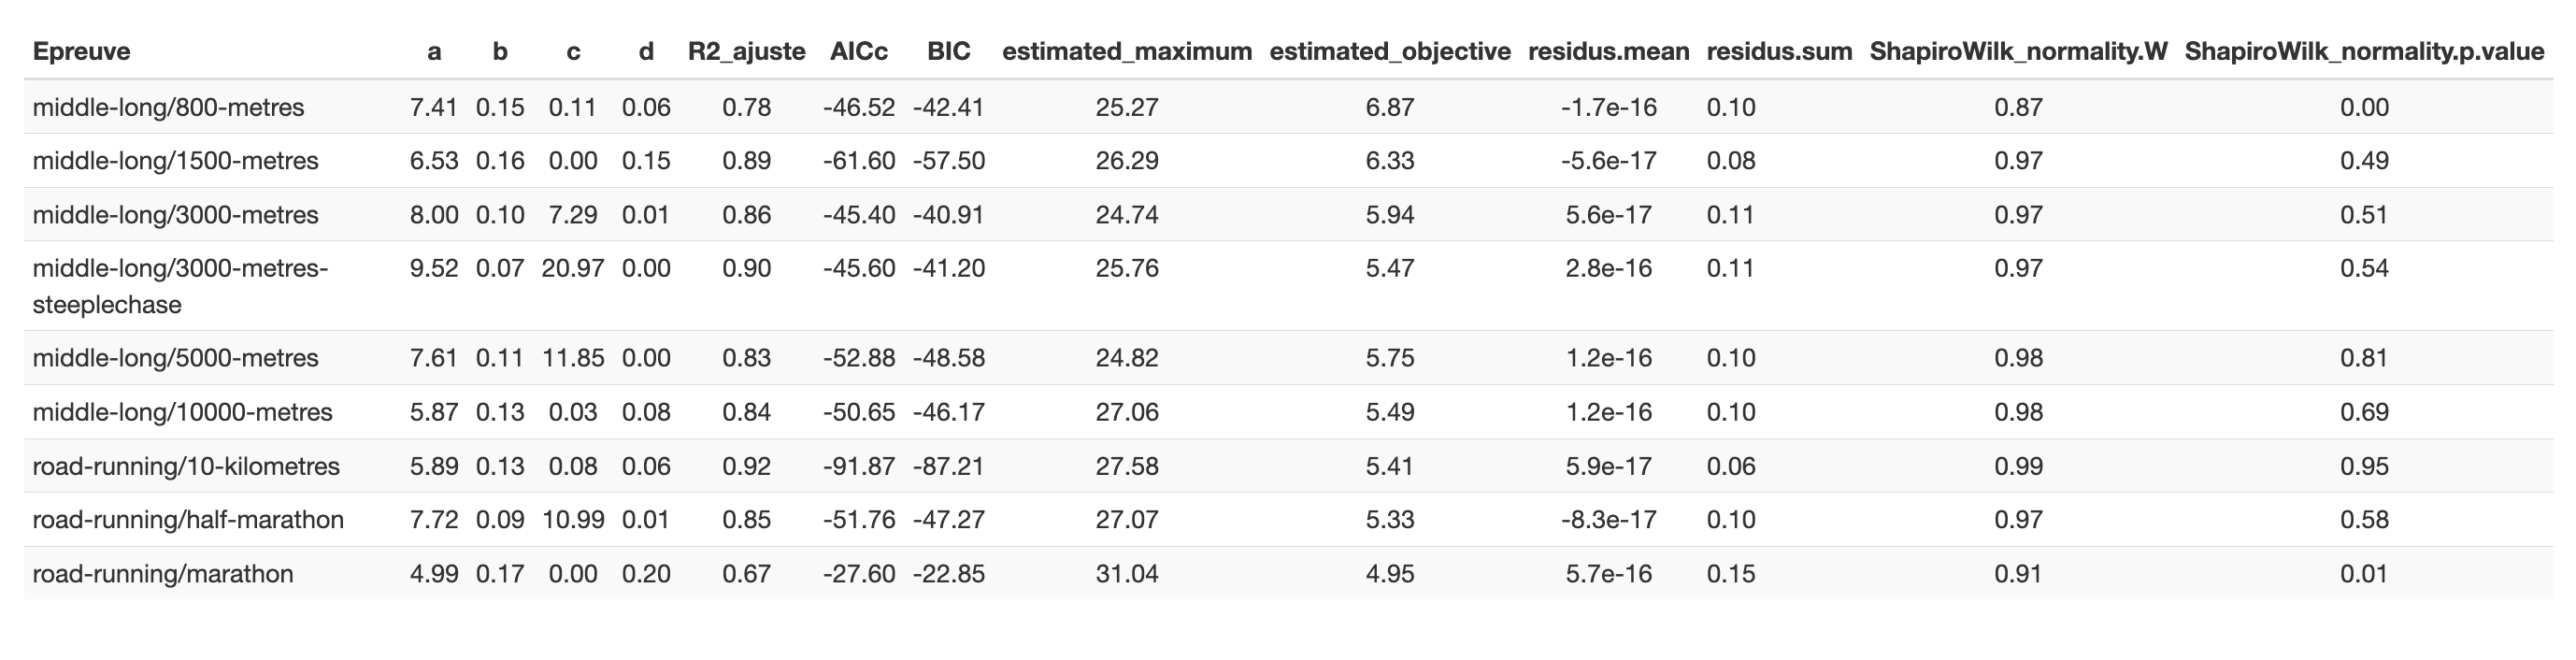 Epreuve a b c d R2_ajuste AICc BIC estimated_maximum estimated_objective residus.mean residus.sum ShapiroWilk_normality.W ShapiroWilk_normality.p.value
middle-long/800-metres 7.41 0.15 0.11 0.06 0.78 -46.52 -42.41 25.27 6.87 -1.7e-16 0.10 0.87 0.00
middle-long/1500-metres 6.53 0.16 0.00 0.15 0.89 -61.60 -57.50 26.29 6.33 -5.6e-17 0.08 0.97 0.49
middle-long/3000-metres 8.00 0.10 7.29 0.01 0.86 -45.40 -40.91 24.74 5.94 5.6e-17 0.11 0.97 0.51
middle-long/3000-metres- 9.52 0.07 20.97 0.00 0.90 -45.60 -41.20 25.76 5.47 2.8e-16 0.11 0.97 0.54
steeplechase
middle-long/5000-metres 7.61 0.11 11.85 0.00 0.83 -52.88 -48.58 24.82 5.75 1.2e-16 0.10 0.98 0.81
middle-long/10000-metres 5.87 0.13 0.03 0.08 0.84 -50.65 -46.17 27.06 5.49 1.2e-16 0.10 0.98 0.69
road-running/10-kilometres 5.89 0.13 0.08 0.06 0.92 -91.87 -87.21 27.58 5.41 5.9e-17 0.06 0.99 0.95
road-running/half-marathon 7.72 0.09 10.99 0.01 0.85 -51.76 -47.27 27.07 5.33 -8.3e-17 0.10 0.97 0.58
road-running/marathon 4.99 0.17 0.00 0.20 0.67 -27.60 -22.85 31.04 4.95 5.7e-16 0.15 0.91 0.01